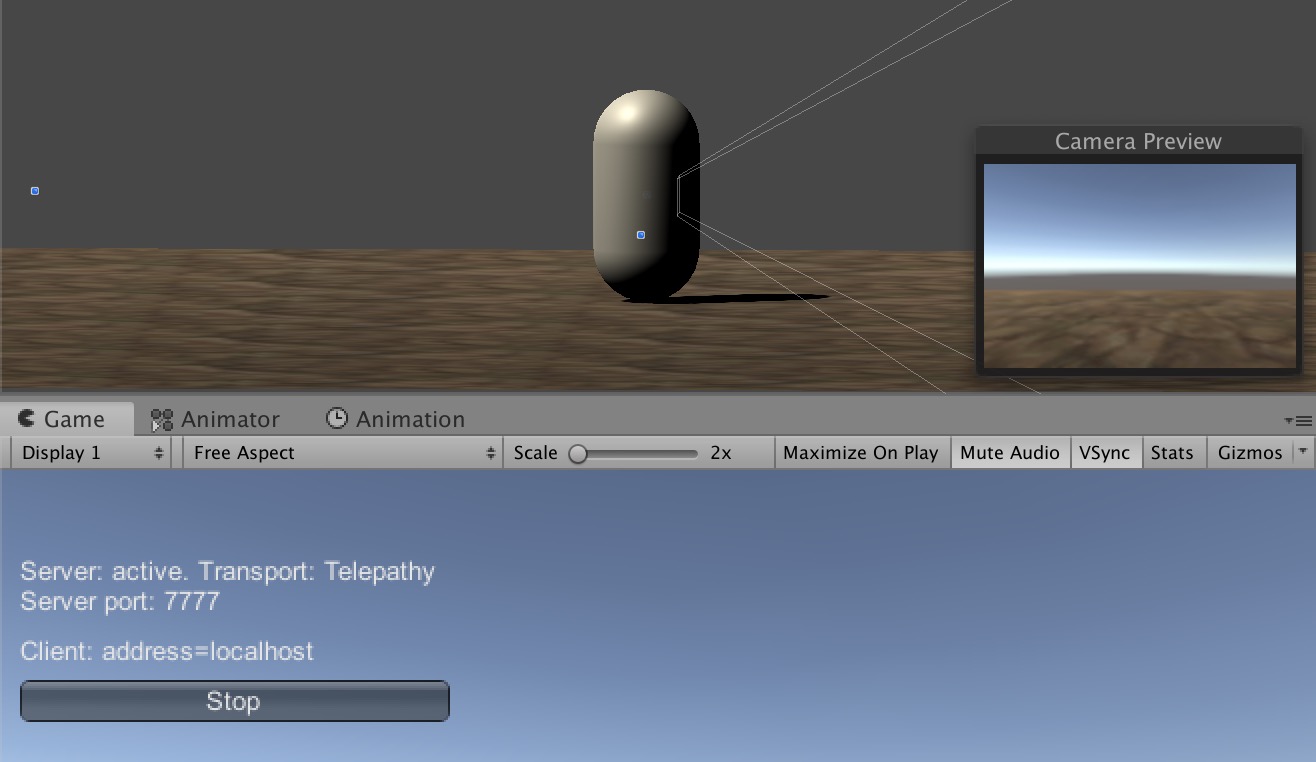 Camera Preview
Game Animator Animation
Display 1 Free Aspect Scale 2x Maximize On Play Mute Audio VSync Stats Gizmos
Server: active. Transport: Telepathy
Server port: 7777
Client: address=localhost
Stop